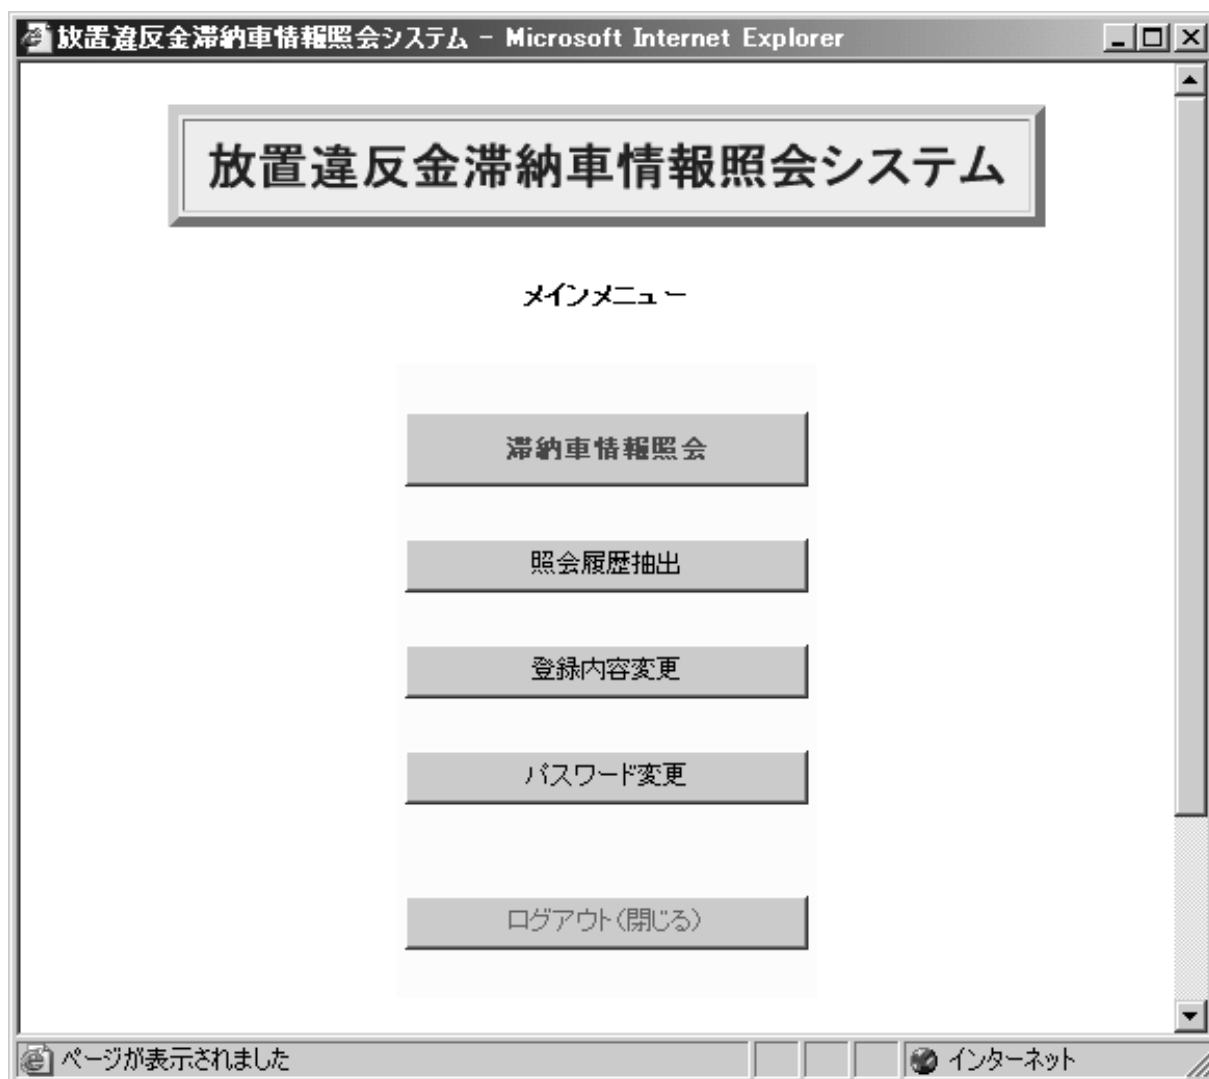 放置違反金滞納車情報照会システム - Microsoft Internet Explorer
放置違反金滞納車情報照会システム
メインメニュー
滞納車情報照会
照会履歴抽出
登録内容変更
パスワード変更
ログアウト(閉じる)
ページが表示されました
インターネット